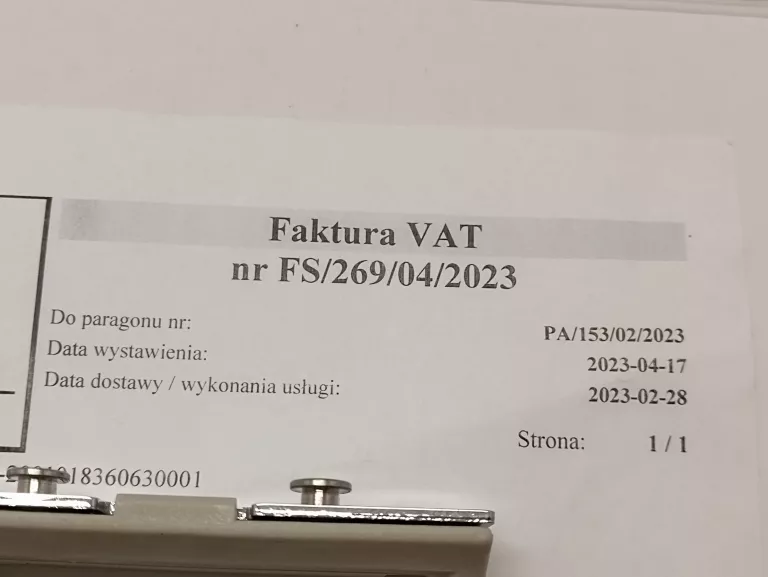 Faktura VAT
nr FS/269/04/2023
Do paragonu nr: PA/153/02/2023
Data wystawienia: 2023-04-17
Data dostawy / wykonania usługi: 2023-02-28
Strona: 1 / 1
18360630001